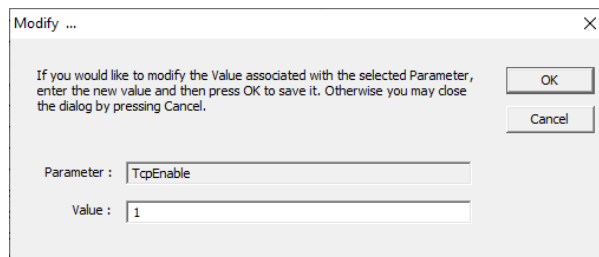 Modify ...
If you would like to modify the Value associated with the selected Parameter,
enter the new value and then press OK to save it. Otherwise you may close
the dialog by pressing Cancel.
OK
Cancel
Parameter : TcpEnable
Value : 1